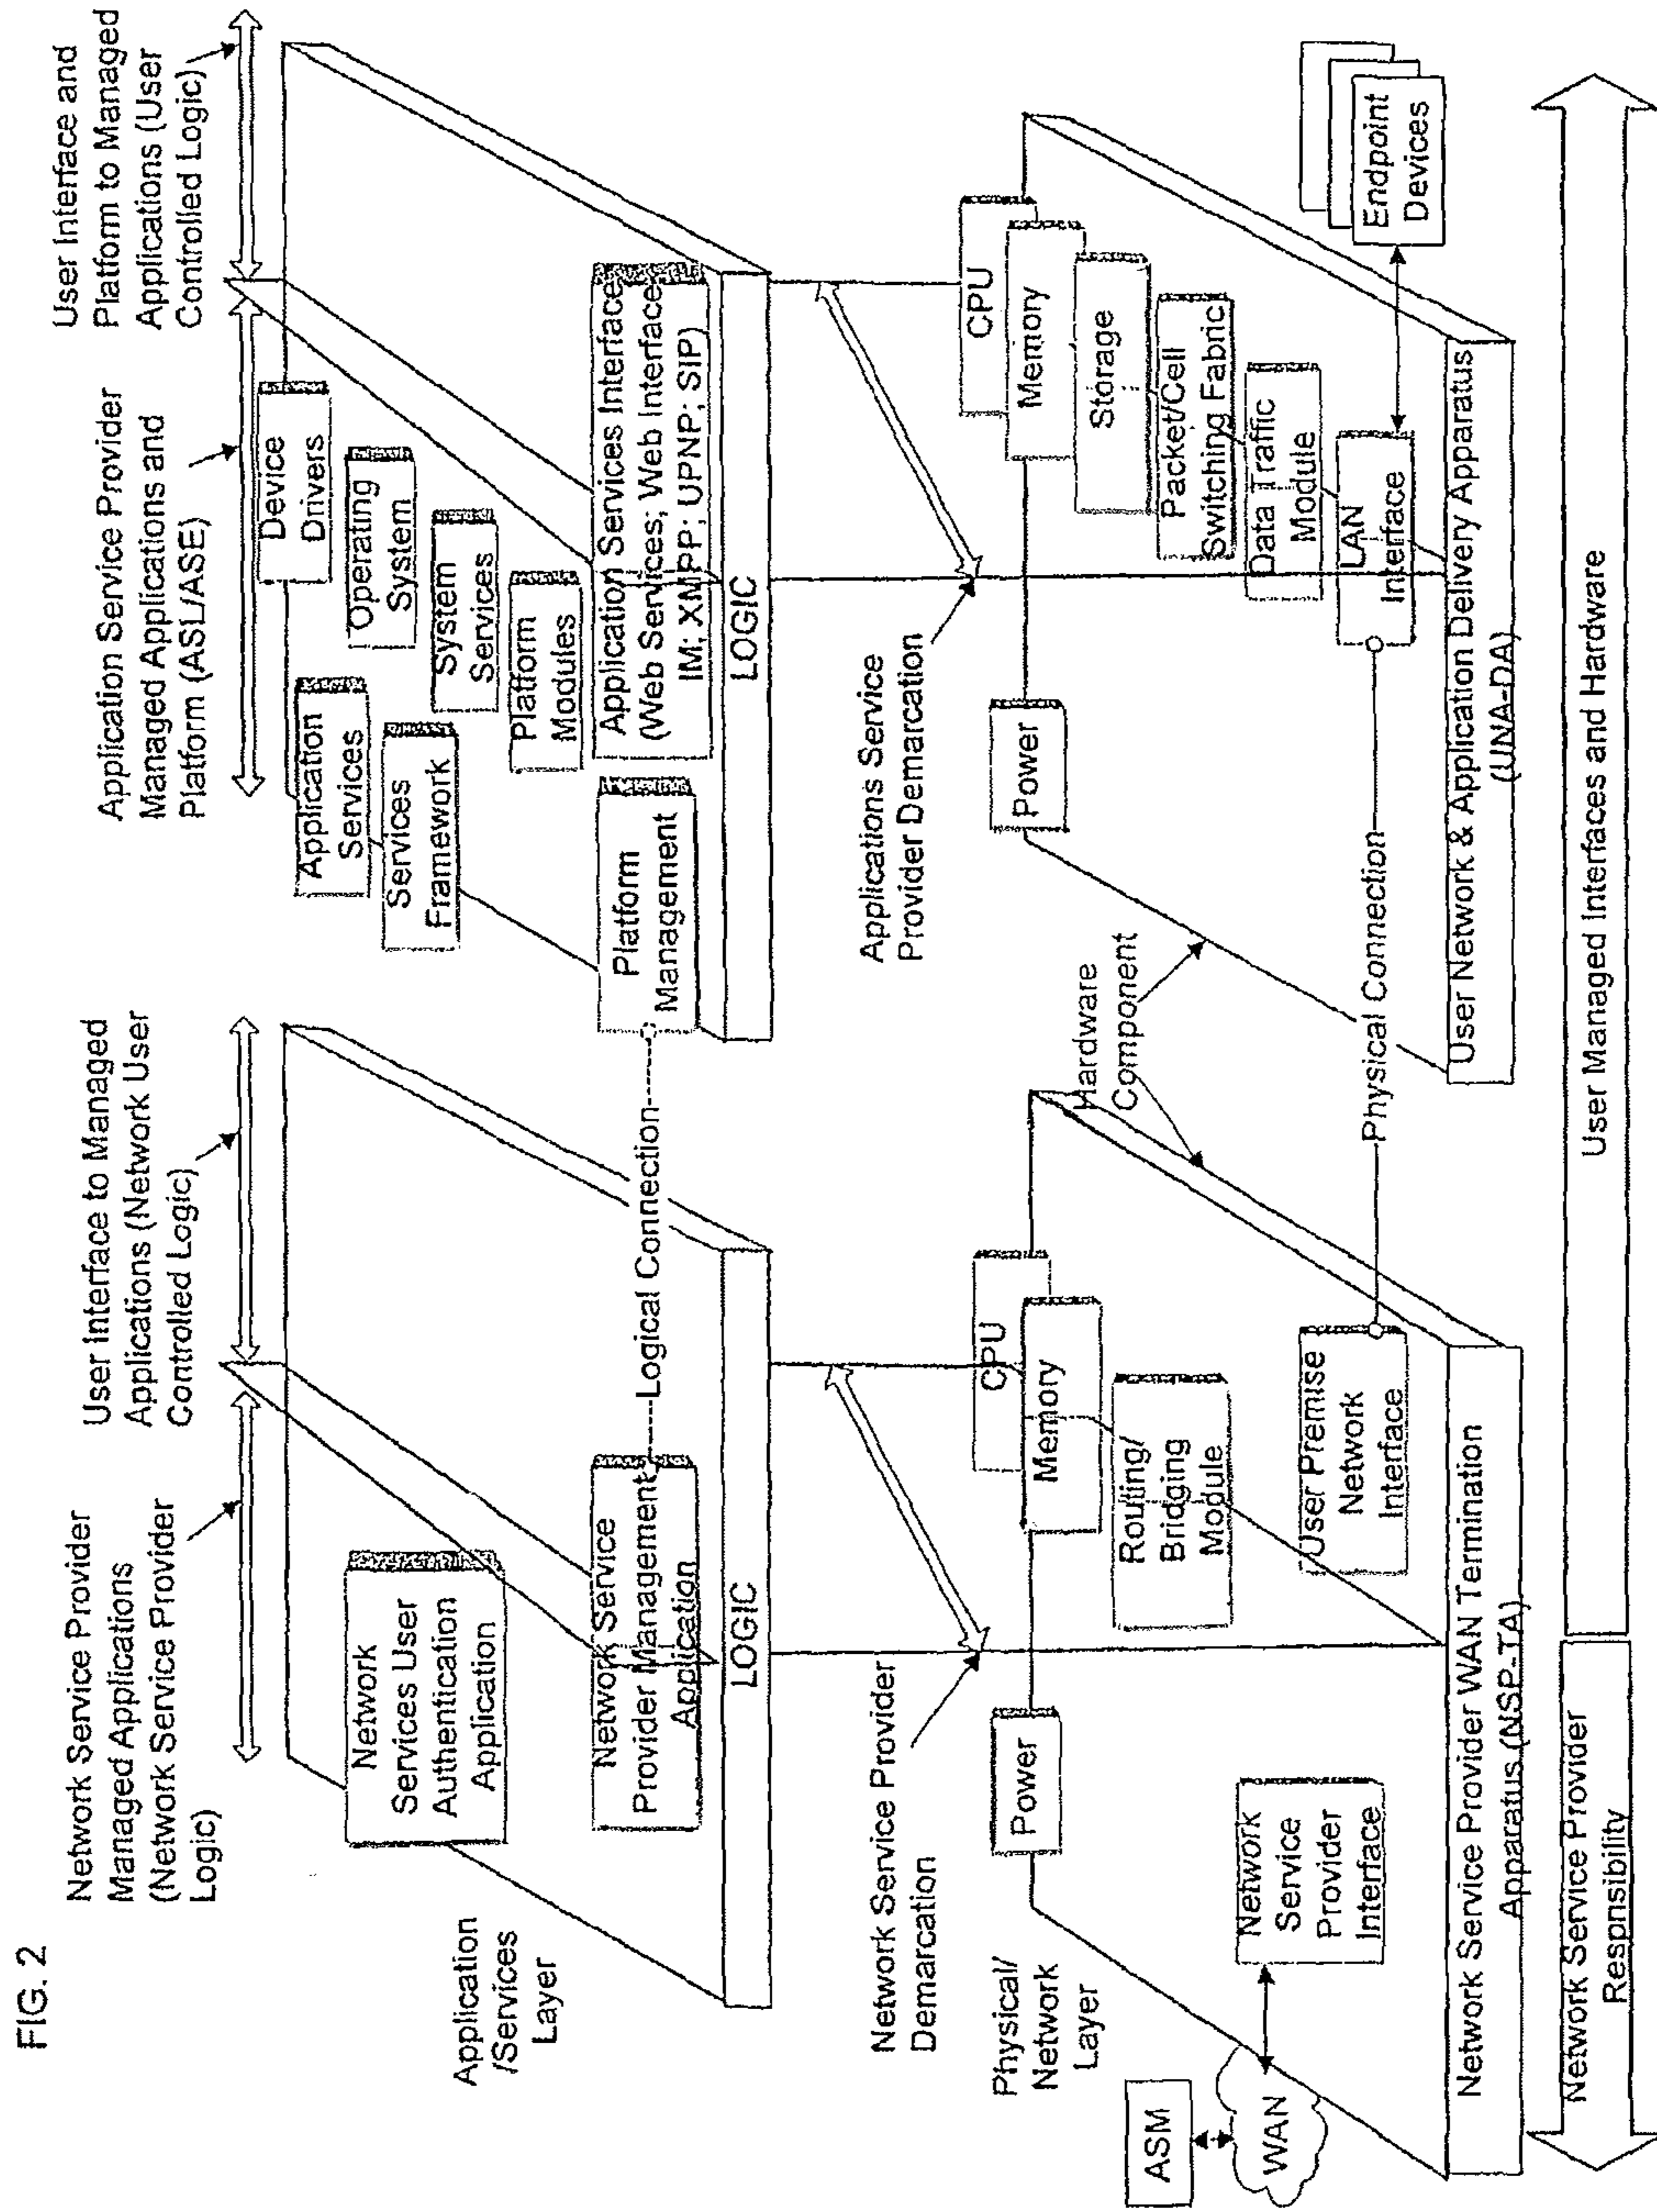 FIG. 2
Network Service Provider
Managed Applications
(Network Service Provider
Logic)
User Interface to Managed
Applications (Network User
Controlled Logic)
Application Service Provider
Managed Applications and
Platform (ASL/ASE)
User Interface and
Platform to Managed
Applications (User
Controlled Logic)
Application
/Services
Layer
Network
Services User
Authentication
Application
Network Service
Provider Management
Application
LOGIC
Logical Connection
Application
Services
Services
Framework
Platform
Management
Device
Drivers
Operating
System
System
Services
Platform
Modules
Application Services Interface
(Web Services; Web Interface
IM; XMPP; UPNP; SIP)
LOGIC
Network Service Provider
Demarcation
Applications Service
Provider Demarcation
Physical/
Network
Layer
ASM
WAN
Power
Network
Service
Provider
Interface
CPU
Memory
Routing/
Bridging
Module
User Premise
Network
Interface
Network Service Provider WAN Termination
Apparatus (NSP-TA)
Hardware
Component
Physical Connection
Power
CPU
Memory
Storage
Packet/Cell
Switching Fabric
Data Traffic
Module
LAN
Interface
Endpoint
Devices
User Network & Application Delivery Apparatus
(UNA-DA)
Network Service Provider
Respnsibility
User Managed Interfaces and Hardware